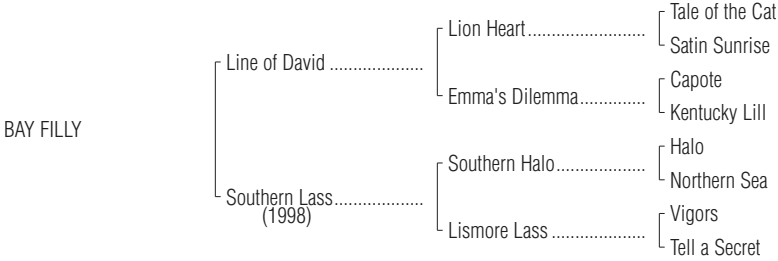 Tale of the Cat
Lion Heart........................
Satin Sunrise
Line of David ...................
Capote
Emma's Dilemma..............
Kentucky Lill
BAY FILLY
Halo
Southern Halo..................
Northern Sea
Southern Lass..................
(1998)
Vigors
Lismore Lass ...................
Tell a Secret